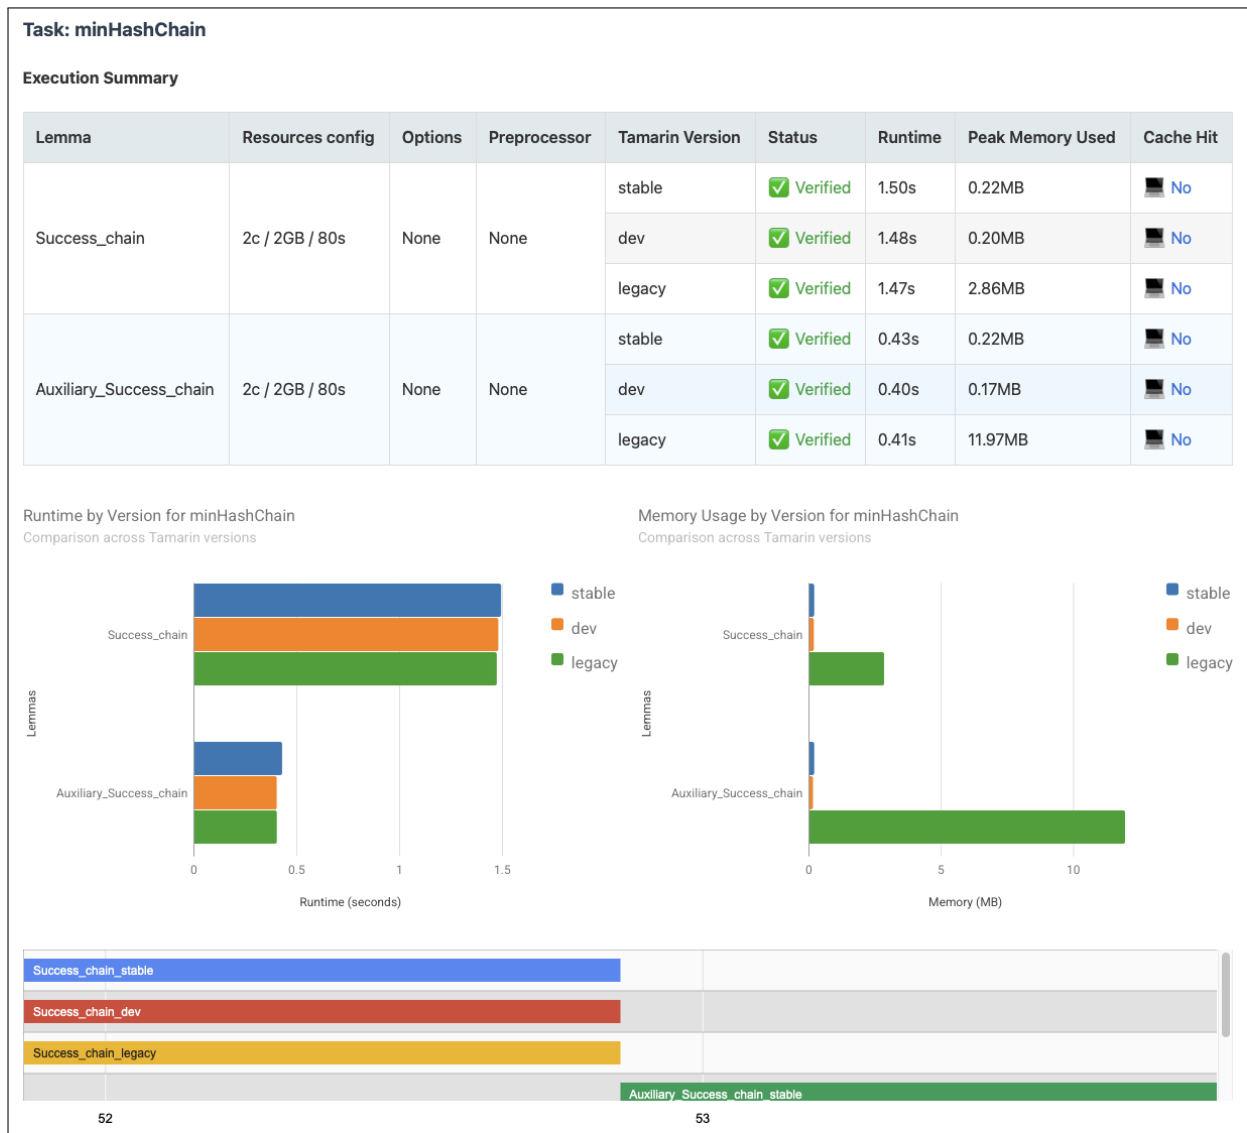 Task: minHashChain
Execution Summary
Lemma Resources config Options Preprocessor Tamarin Version Status Runtime Peak Memory Used Cache Hit
stable ✅ Verified 1.50s 0.22MB 💻 No
Success_chain 2c / 2GB / 80s None None dev ✅ Verified 1.48s 0.20MB 💻 No
legacy ✅ Verified 1.47s 2.86MB 💻 No
stable ✅ Verified 0.43s 0.22MB 💻 No
Auxiliary_Success_chain 2c / 2GB / 80s None None dev ✅ Verified 0.40s 0.17MB 💻 No
legacy ✅ Verified 0.41s 11.97MB 💻 No
Runtime by Version for minHashChain
Comparison across Tamarin versions
stable
dev
legacy
Success_chain
Lemmas
Auxiliary_Success_chain
0 0.5 1 1.5
Runtime (seconds)
Memory Usage by Version for minHashChain
Comparison across Tamarin versions
stable
dev
legacy
Success_chain
Lemmas
Auxiliary_Success_chain
0 5 10
Memory (MB)
Success_chain_stable
Success_chain_dev
Success_chain_legacy
Auxiliary_Success_chain_stable
52 53